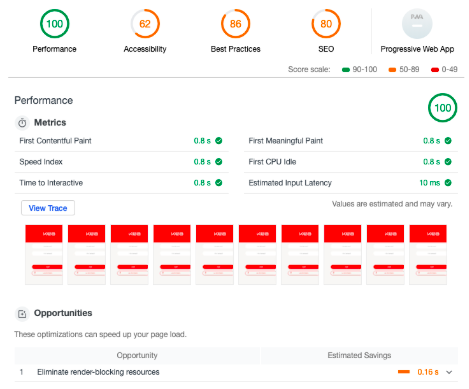 100 62 86 80
Performance Accessibility Best Practices SEO Progressive Web App
Score scale: 90-100 50-89 0-49
Performance 100
Metrics
First Contentful Paint 0.8 s First Meaningful Paint 0.8 s
Speed Index 0.8 s First CPU Idle 0.8 s
Time to Interactive 0.8 s Estimated Input Latency 10 ms
View Trace Values are estimated and may vary.
Opportunities
These optimizations can speed up your page load.
Opportunity Estimated Savings
1 Eliminate render-blocking resources 0.16 s